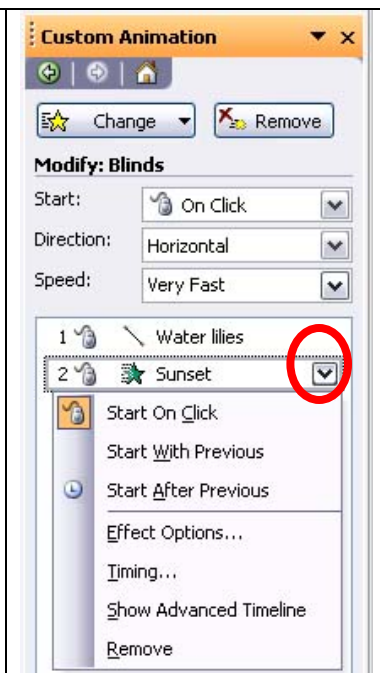 Custom Animation
Change Remove
Modify: Blinds
Start: On Click
Direction: Horizontal
Speed: Very Fast
1 Water lilies
2 Sunset
Start On Click
Start With Previous
Start After Previous
Effect Options...
Timing...
Show Advanced Timeline
Remove